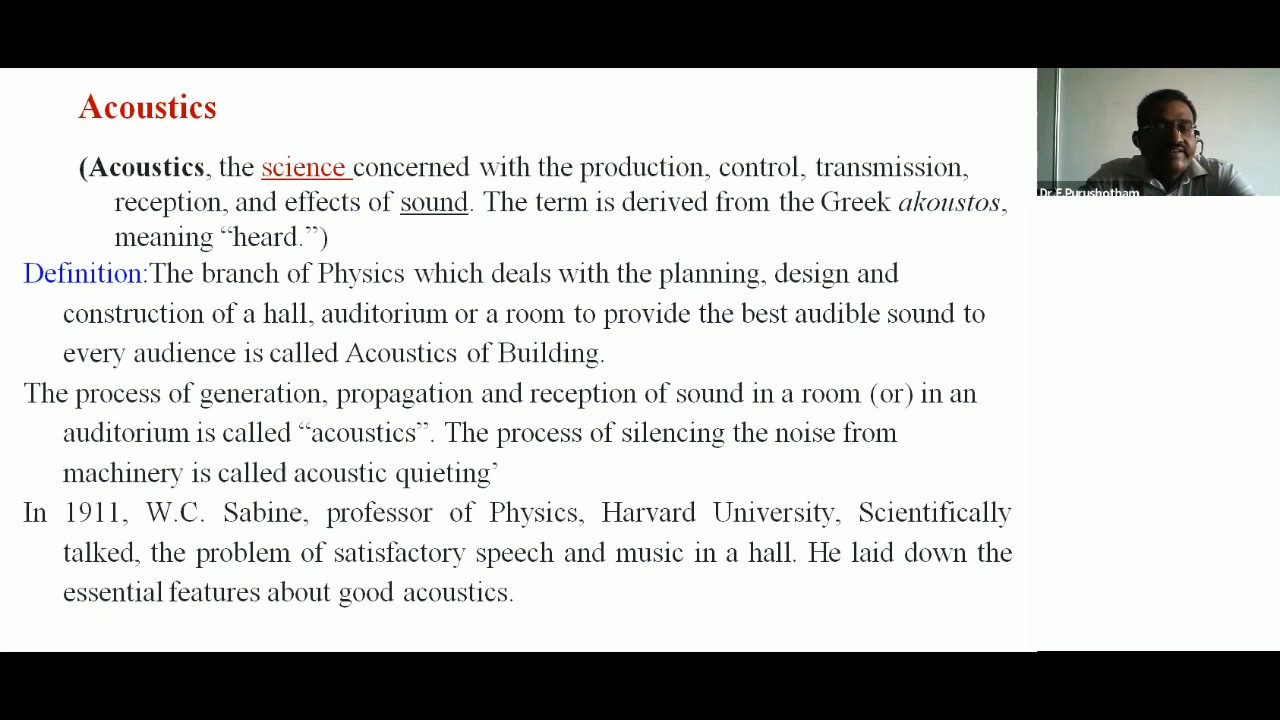 Acoustics
(Acoustics, the science concerned with the production, control, transmission,
reception, and effects of sound. The term is derived from the Greek akoustos,
meaning “heard.”)
Definition:The branch of Physics which deals with the planning, design and
construction of a hall, auditorium or a room to provide the best audible sound to
every audience is called Acoustics of Building.
The process of generation, propagation and reception of sound in a room (or) in an
auditorium is called “acoustics”. The process of silencing the noise from
machinery is called acoustic quieting’
In 1911, W.C. Sabine, professor of Physics, Harvard University, Scientifically
talked, the problem of satisfactory speech and music in a hall. He laid down the
essential features about good acoustics.
Dr E Purushotham